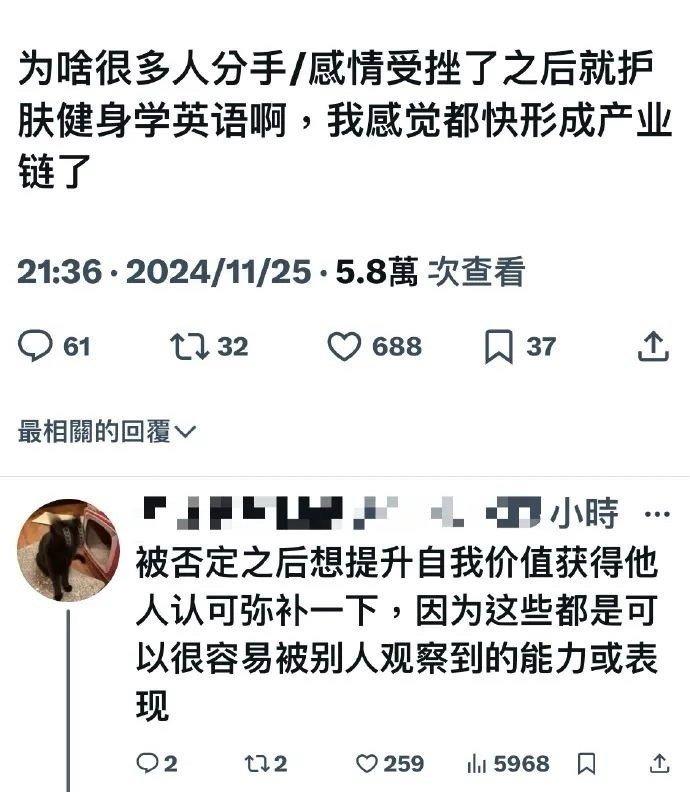 为啥很多人分手/感情受挫了之后就护
肤健身学英语啊，我感觉都快形成产业
链了
21:36 · 2024/11/25 · 5.8萬 次查看
61 32 688 37
最相關的回覆
小時 ...
被否定之后想提升自我价值获得他
人认可弥补一下，因为这些都是可
以很容易被别人观察到的能力或表
现
2 2 259 5968